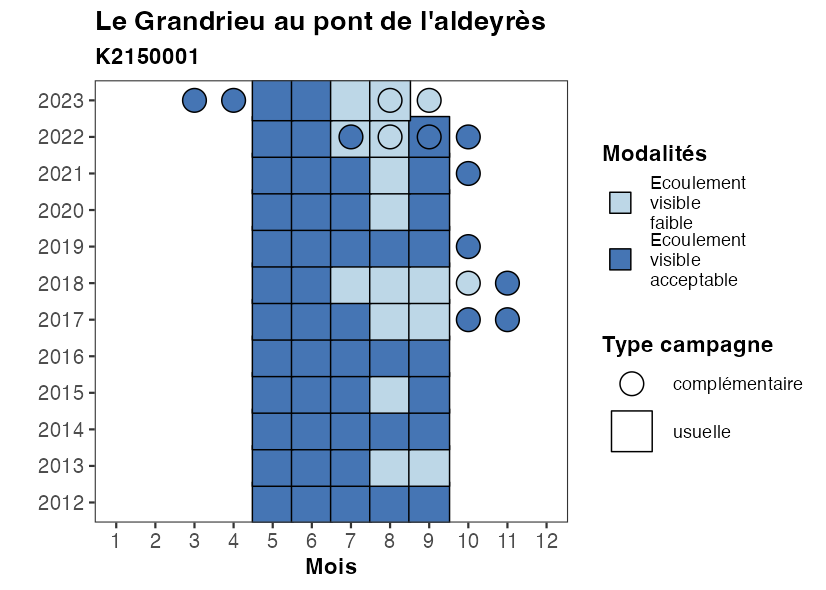 Le Grandrieu au pont de l'aldeyrès
K2150001
2023
2022
2021
2020
2019
2018
2017
2016
2015
2014
2013
2012
1 2 3 4 5 6 7 8 9 10 11 12
Mois
Modalités
Ecoulement
visible
faible
Ecoulement
visible
acceptable
Type campagne
complémentaire
usuelle